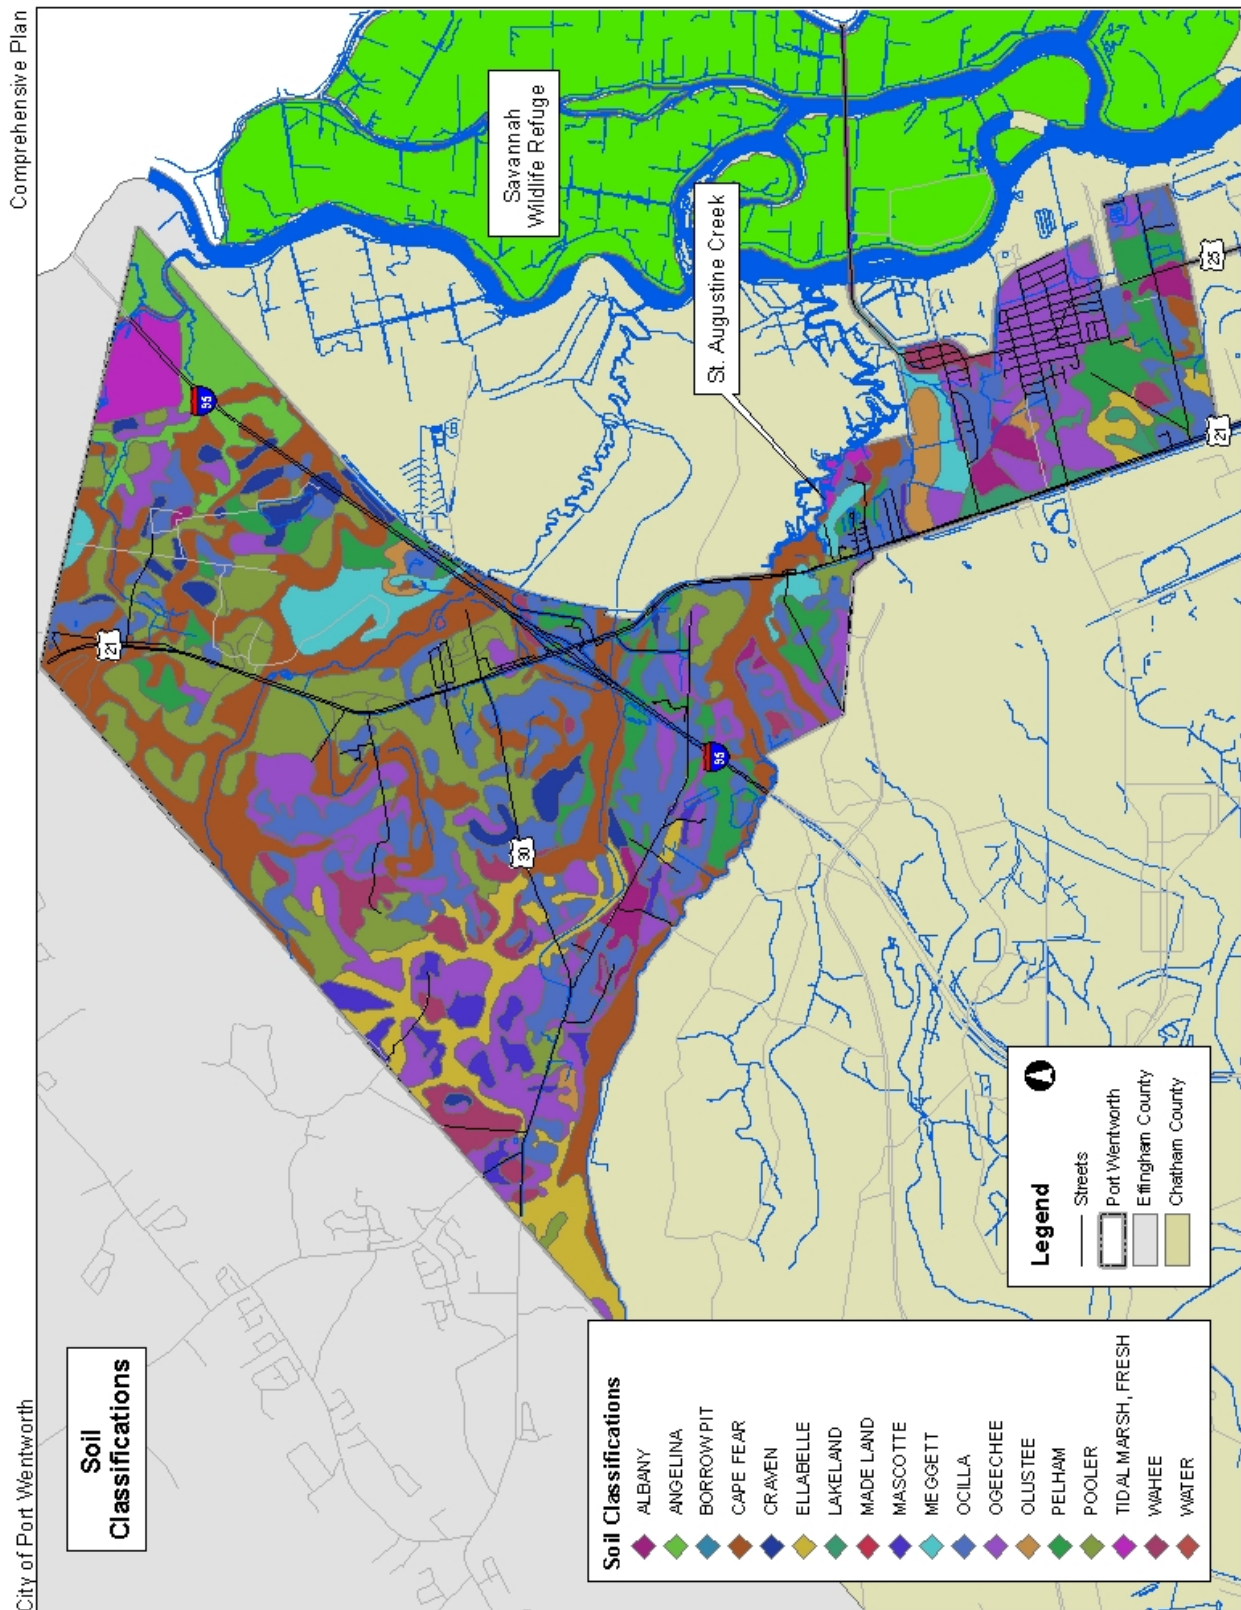 City of Port Wentworth
Comprehensive Plan
Soil
Classifications
Savannah
Wildlife Refuge
St. Augustine Creek
95
21
30
95
21
25
Soil Classifications
ALBANY
ANGELINA
BORROW PIT
CAPE FEAR
CRAVEN
ELLABELLE
LAKELAND
MADE LAND
MASCOTTE
MEGGETT
OCILLA
OGEECHEE
OLUSTEE
PELHAM
POOLER
TIDAL MARSH, FRESH
WAHEE
WATER
Legend
Streets
Port Wentworth
Effingham County
Chatham County